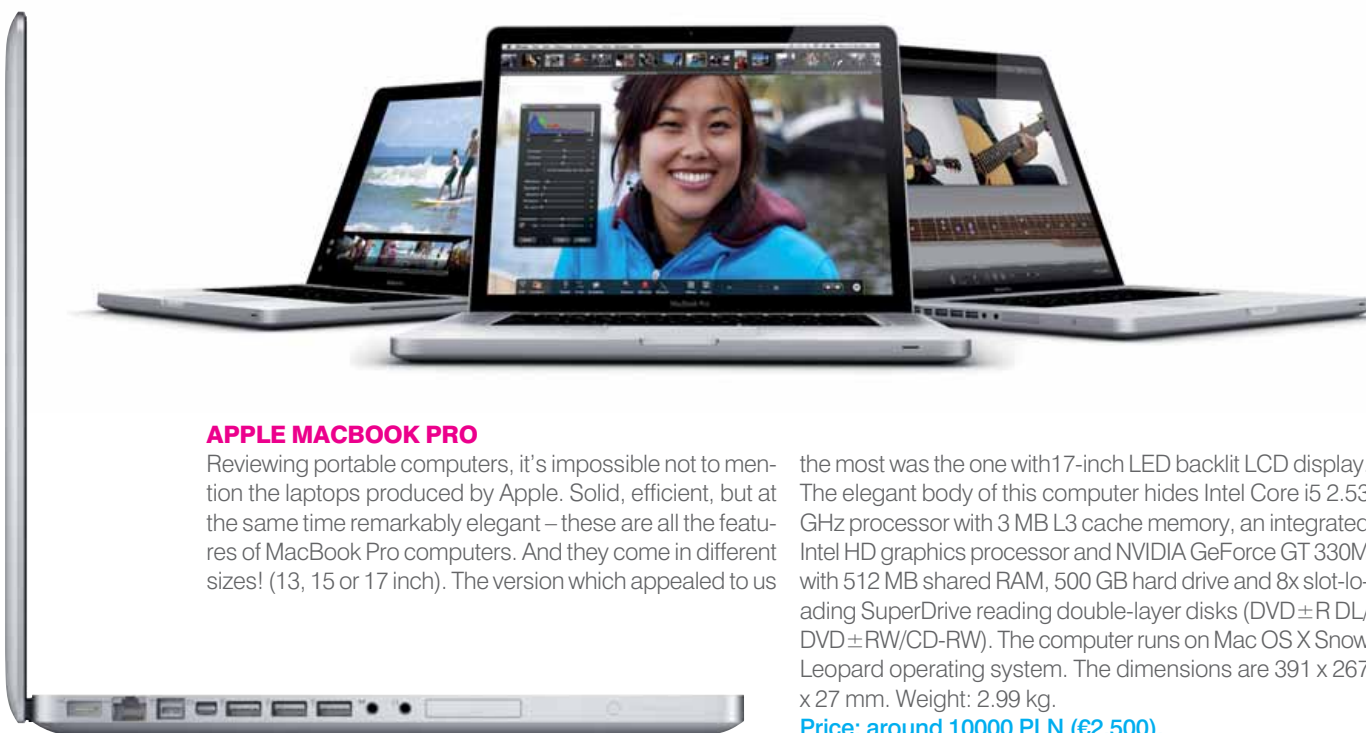 MacBook Pro
APPLE MACBOOK PRO
Reviewing portable computers, it's impossible not to men-
tion the laptops produced by Apple. Solid, efficient, but at
the same time remarkably elegant – these are all the featu-
res of MacBook Pro computers. And they come in different
sizes! (13, 15 or 17 inch). The version which appealed to us
the most was the one with17-inch LED backlit LCD display
The elegant body of this computer hides Intel Core i5 2.53
GHz processor with 3 MB L3 cache memory, an integrated
Intel HD graphics processor and NVIDIA GeForce GT 330M
with 512 MB shared RAM, 500 GB hard drive and 8x slot-lo-
ading SuperDrive reading double-layer disks (DVD±R DL/
DVD±RW/CD-RW). The computer runs on Mac OS X Snow
Leopard operating system. The dimensions are 391 x 267
x 27 mm. Weight: 2.99 kg.
Price: around 10000 PLN (€2 500)